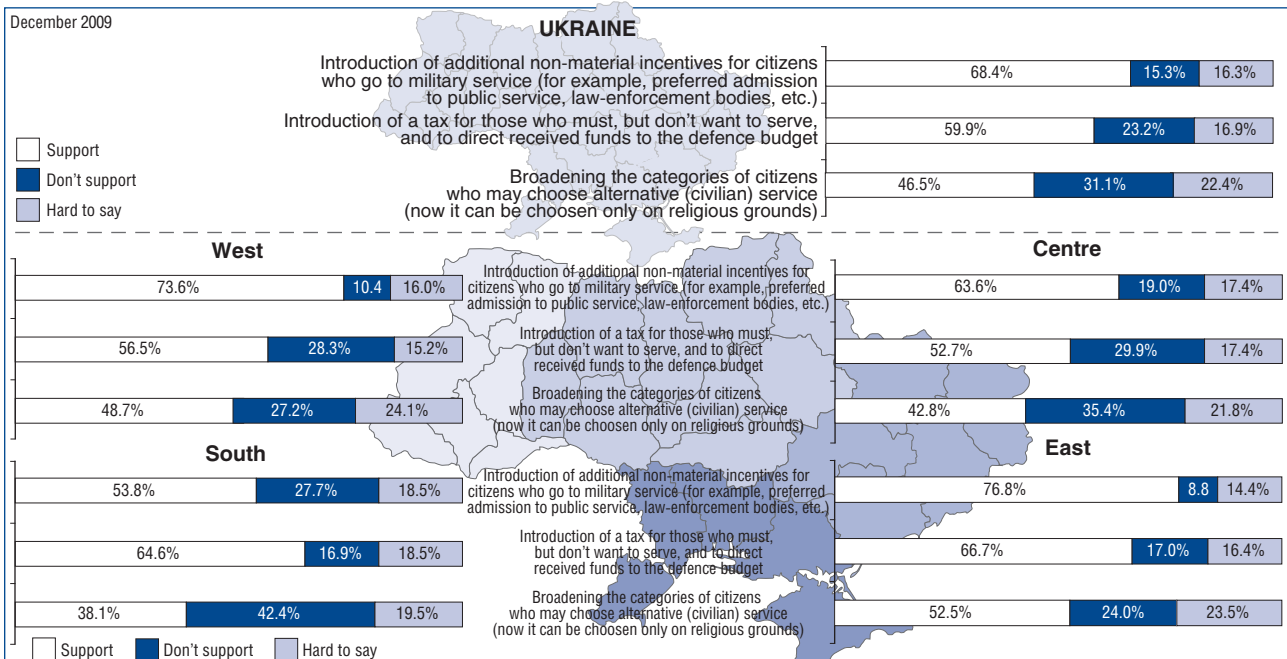 December 2009
UKRAINE
Introduction of additional non-material incentives for citizens
who go to military service (for example, preferred admission
to public service, law-enforcement bodies, etc.)
68.4% 15.3% 16.3%
Introduction of a tax for those who must, but don't want to serve,
and to direct received funds to the defence budget
59.9% 23.2% 16.9%
Broadening the categories of citizens
who may choose alternative (civilian) service
(now it can be choosen only on religious grounds)
46.5% 31.1% 22.4%
Support
Don't support
Hard to say
West
73.6% 10.4 16.0%
56.5% 28.3% 15.2%
48.7% 27.2% 24.1%
Introduction of additional non-material incentives for
citizens who go to military service (for example, preferred
admission to public service, law-enforcement bodies, etc.)
Introduction of a tax for those who must,
but don't want to serve, and to direct
received funds to the defence budget
Broadening the categories of citizens
who may choose alternative (civilian) service
(now it can be choosen only on religious grounds)
Centre
63.6% 19.0% 17.4%
52.7% 29.9% 17.4%
42.8% 35.4% 21.8%
South
53.8% 27.7% 18.5%
64.6% 16.9% 18.5%
38.1% 42.4% 19.5%
Introduction of additional non-material incentives for
citizens who go to military service (for example, preferred
admission to public service, law-enforcement bodies, etc.)
Introduction of a tax for those who must,
but don't want to serve, and to direct
received funds to the defence budget
Broadening the categories of citizens
who may choose alternative (civilian) service
(now it can be choosen only on religious grounds)
East
76.8% 8.8 14.4%
66.7% 17.0% 16.4%
52.5% 24.0% 23.5%
Support Don't support Hard to say